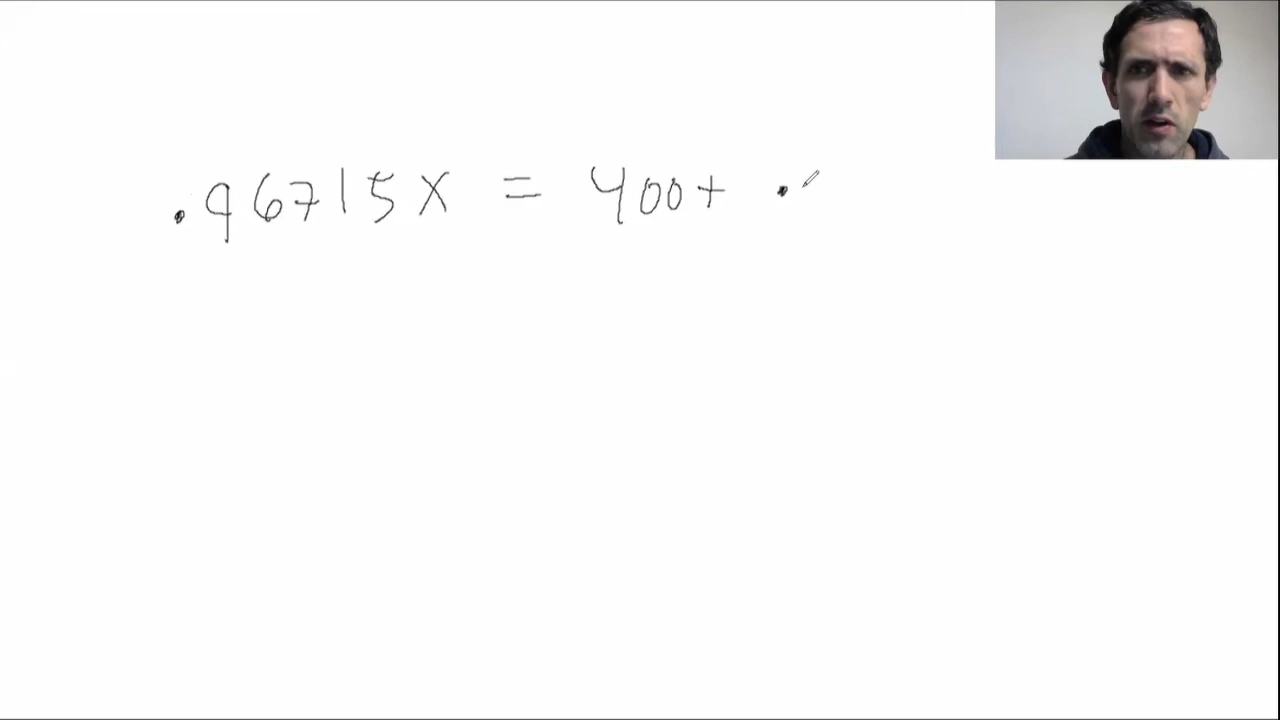 .96715x = 400+ .